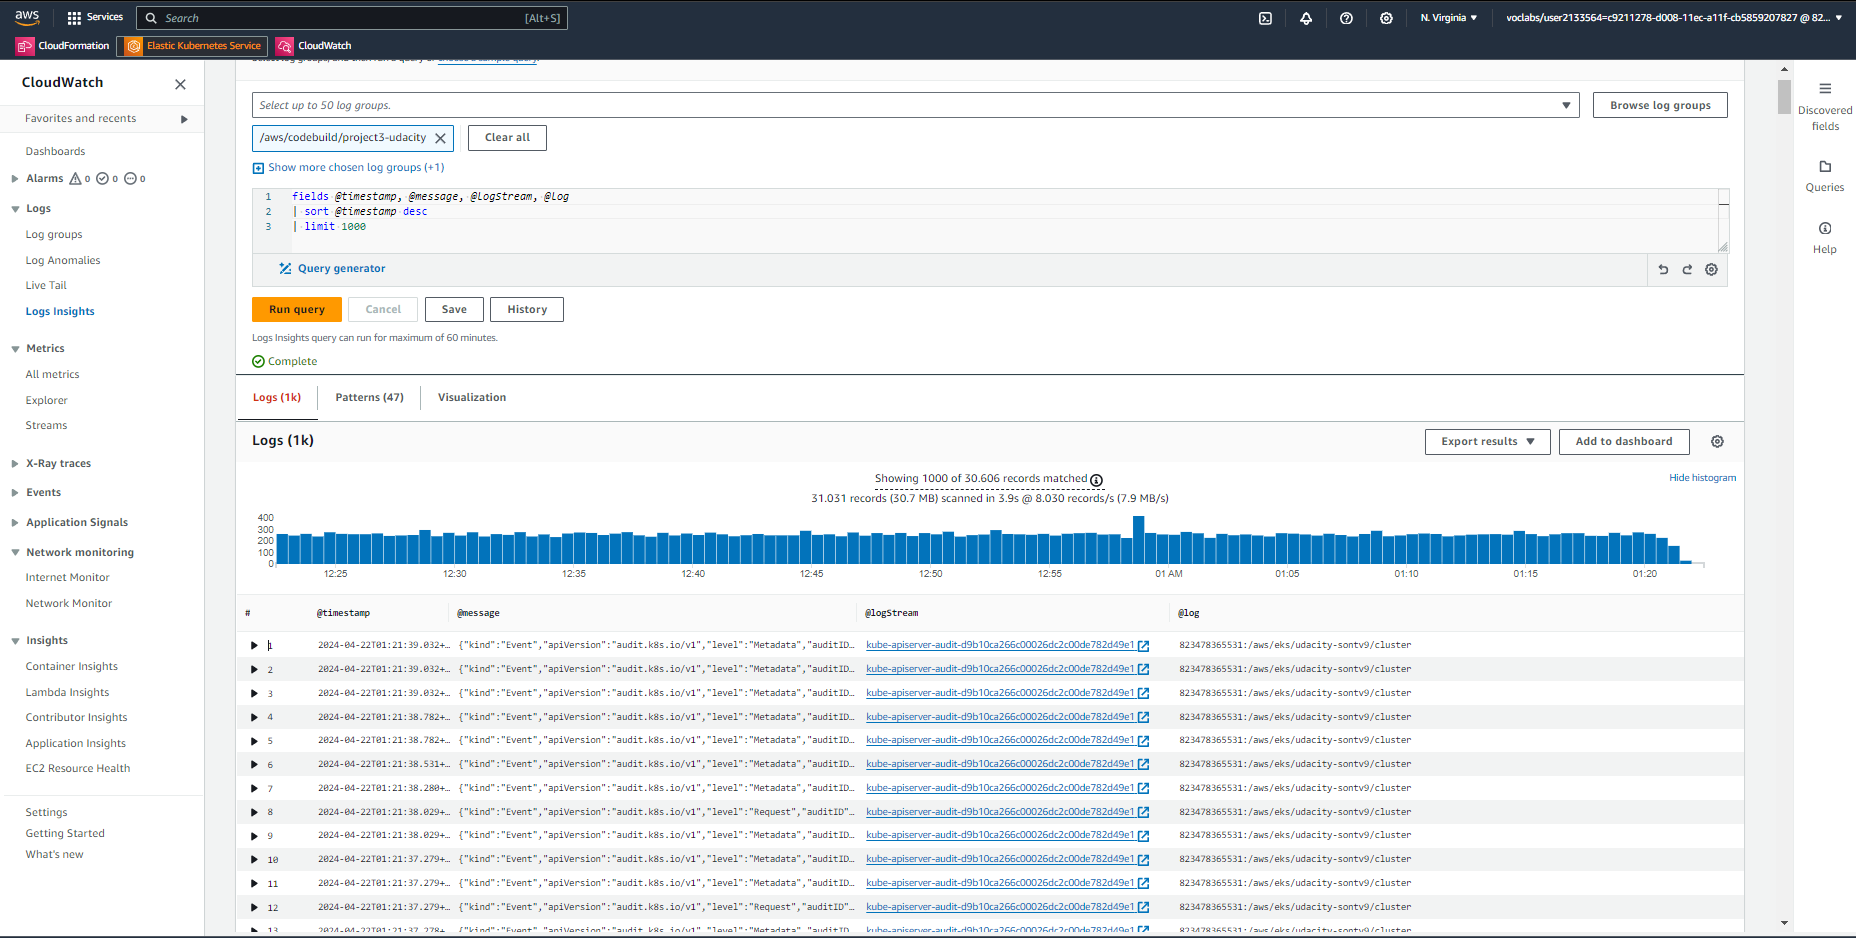 aws
Services
Search
[Alt+S]
N. Virginia
voclabs/user2133564=c9211278-d008-11ec-a11f-cb5859207827 @ 82...
CloudFormation
Elastic Kubernetes Service
CloudWatch
CloudWatch
Favorites and recents
Dashboards
Alarms 0 0 0
Logs
Log groups
Log Anomalies
Live Tail
Logs Insights
Metrics
All metrics
Explorer
Streams
X-Ray traces
Events
Application Signals
Network monitoring
Internet Monitor
Network Monitor
Insights
Container Insights
Lambda Insights
Contributor Insights
Application Insights
EC2 Resource Health
Settings
Getting Started
What's new
Select up to 50 log groups.
Browse log groups
/aws/codebuild/project3-udacity
Clear all
Show more chosen log groups (+1)
1 fields @timestamp, @message, @logStream, @log
2 | sort @timestamp desc
3 | limit 1000
Query generator
Run query
Cancel
Save
History
Logs Insights query can run for maximum of 60 minutes.
Complete
Logs (1k)
Patterns (47)
Visualization
Logs (1k)
Export results
Add to dashboard
Showing 1000 of 30.606 records matched
Hide histogram
31.031 records (30.7 MB) scanned in 3.9s @ 8.030 records/s (7.9 MB/s)
400
300
200
100
0
12:25 12:30 12:35 12:40 12:45 12:50 12:55 01 AM 01:05 01:10 01:15 01:20
# @timestamp @message @logStream @log
1 2024-04-22T01:21:39.032+… {"kind":"Event","apiVersion":"audit.k8s.io/v1","level":"Metadata","auditID… kube-apiserver-audit-d9b10ca266c00026dc2c00de782d49e1 823478365531:/aws/eks/udacity-sontv9/cluster
2 2024-04-22T01:21:39.032+… {"kind":"Event","apiVersion":"audit.k8s.io/v1","level":"Metadata","auditID… kube-apiserver-audit-d9b10ca266c00026dc2c00de782d49e1 823478365531:/aws/eks/udacity-sontv9/cluster
3 2024-04-22T01:21:39.032+… {"kind":"Event","apiVersion":"audit.k8s.io/v1","level":"Metadata","auditID… kube-apiserver-audit-d9b10ca266c00026dc2c00de782d49e1 823478365531:/aws/eks/udacity-sontv9/cluster
4 2024-04-22T01:21:38.782+… {"kind":"Event","apiVersion":"audit.k8s.io/v1","level":"Metadata","auditID… kube-apiserver-audit-d9b10ca266c00026dc2c00de782d49e1 823478365531:/aws/eks/udacity-sontv9/cluster
5 2024-04-22T01:21:38.782+… {"kind":"Event","apiVersion":"audit.k8s.io/v1","level":"Metadata","auditID… kube-apiserver-audit-d9b10ca266c00026dc2c00de782d49e1 823478365531:/aws/eks/udacity-sontv9/cluster
6 2024-04-22T01:21:38.531+… {"kind":"Event","apiVersion":"audit.k8s.io/v1","level":"Metadata","auditID… kube-apiserver-audit-d9b10ca266c00026dc2c00de782d49e1 823478365531:/aws/eks/udacity-sontv9/cluster
7 2024-04-22T01:21:38.280+… {"kind":"Event","apiVersion":"audit.k8s.io/v1","level":"Metadata","auditID… kube-apiserver-audit-d9b10ca266c00026dc2c00de782d49e1 823478365531:/aws/eks/udacity-sontv9/cluster
8 2024-04-22T01:21:38.029+… {"kind":"Event","apiVersion":"audit.k8s.io/v1","level":"Request","auditID"… kube-apiserver-audit-d9b10ca266c00026dc2c00de782d49e1 823478365531:/aws/eks/udacity-sontv9/cluster
9 2024-04-22T01:21:38.029+… {"kind":"Event","apiVersion":"audit.k8s.io/v1","level":"Metadata","auditID… kube-apiserver-audit-d9b10ca266c00026dc2c00de782d49e1 823478365531:/aws/eks/udacity-sontv9/cluster
10 2024-04-22T01:21:37.279+… {"kind":"Event","apiVersion":"audit.k8s.io/v1","level":"Metadata","auditID… kube-apiserver-audit-d9b10ca266c00026dc2c00de782d49e1 823478365531:/aws/eks/udacity-sontv9/cluster
11 2024-04-22T01:21:37.279+… {"kind":"Event","apiVersion":"audit.k8s.io/v1","level":"Metadata","auditID… kube-apiserver-audit-d9b10ca266c00026dc2c00de782d49e1 823478365531:/aws/eks/udacity-sontv9/cluster
12 2024-04-22T01:21:37.279+… {"kind":"Event","apiVersion":"audit.k8s.io/v1","level":"Request","auditID"… kube-apiserver-audit-d9b10ca266c00026dc2c00de782d49e1 823478365531:/aws/eks/udacity-sontv9/cluster
Discovered
fields
Queries
Help